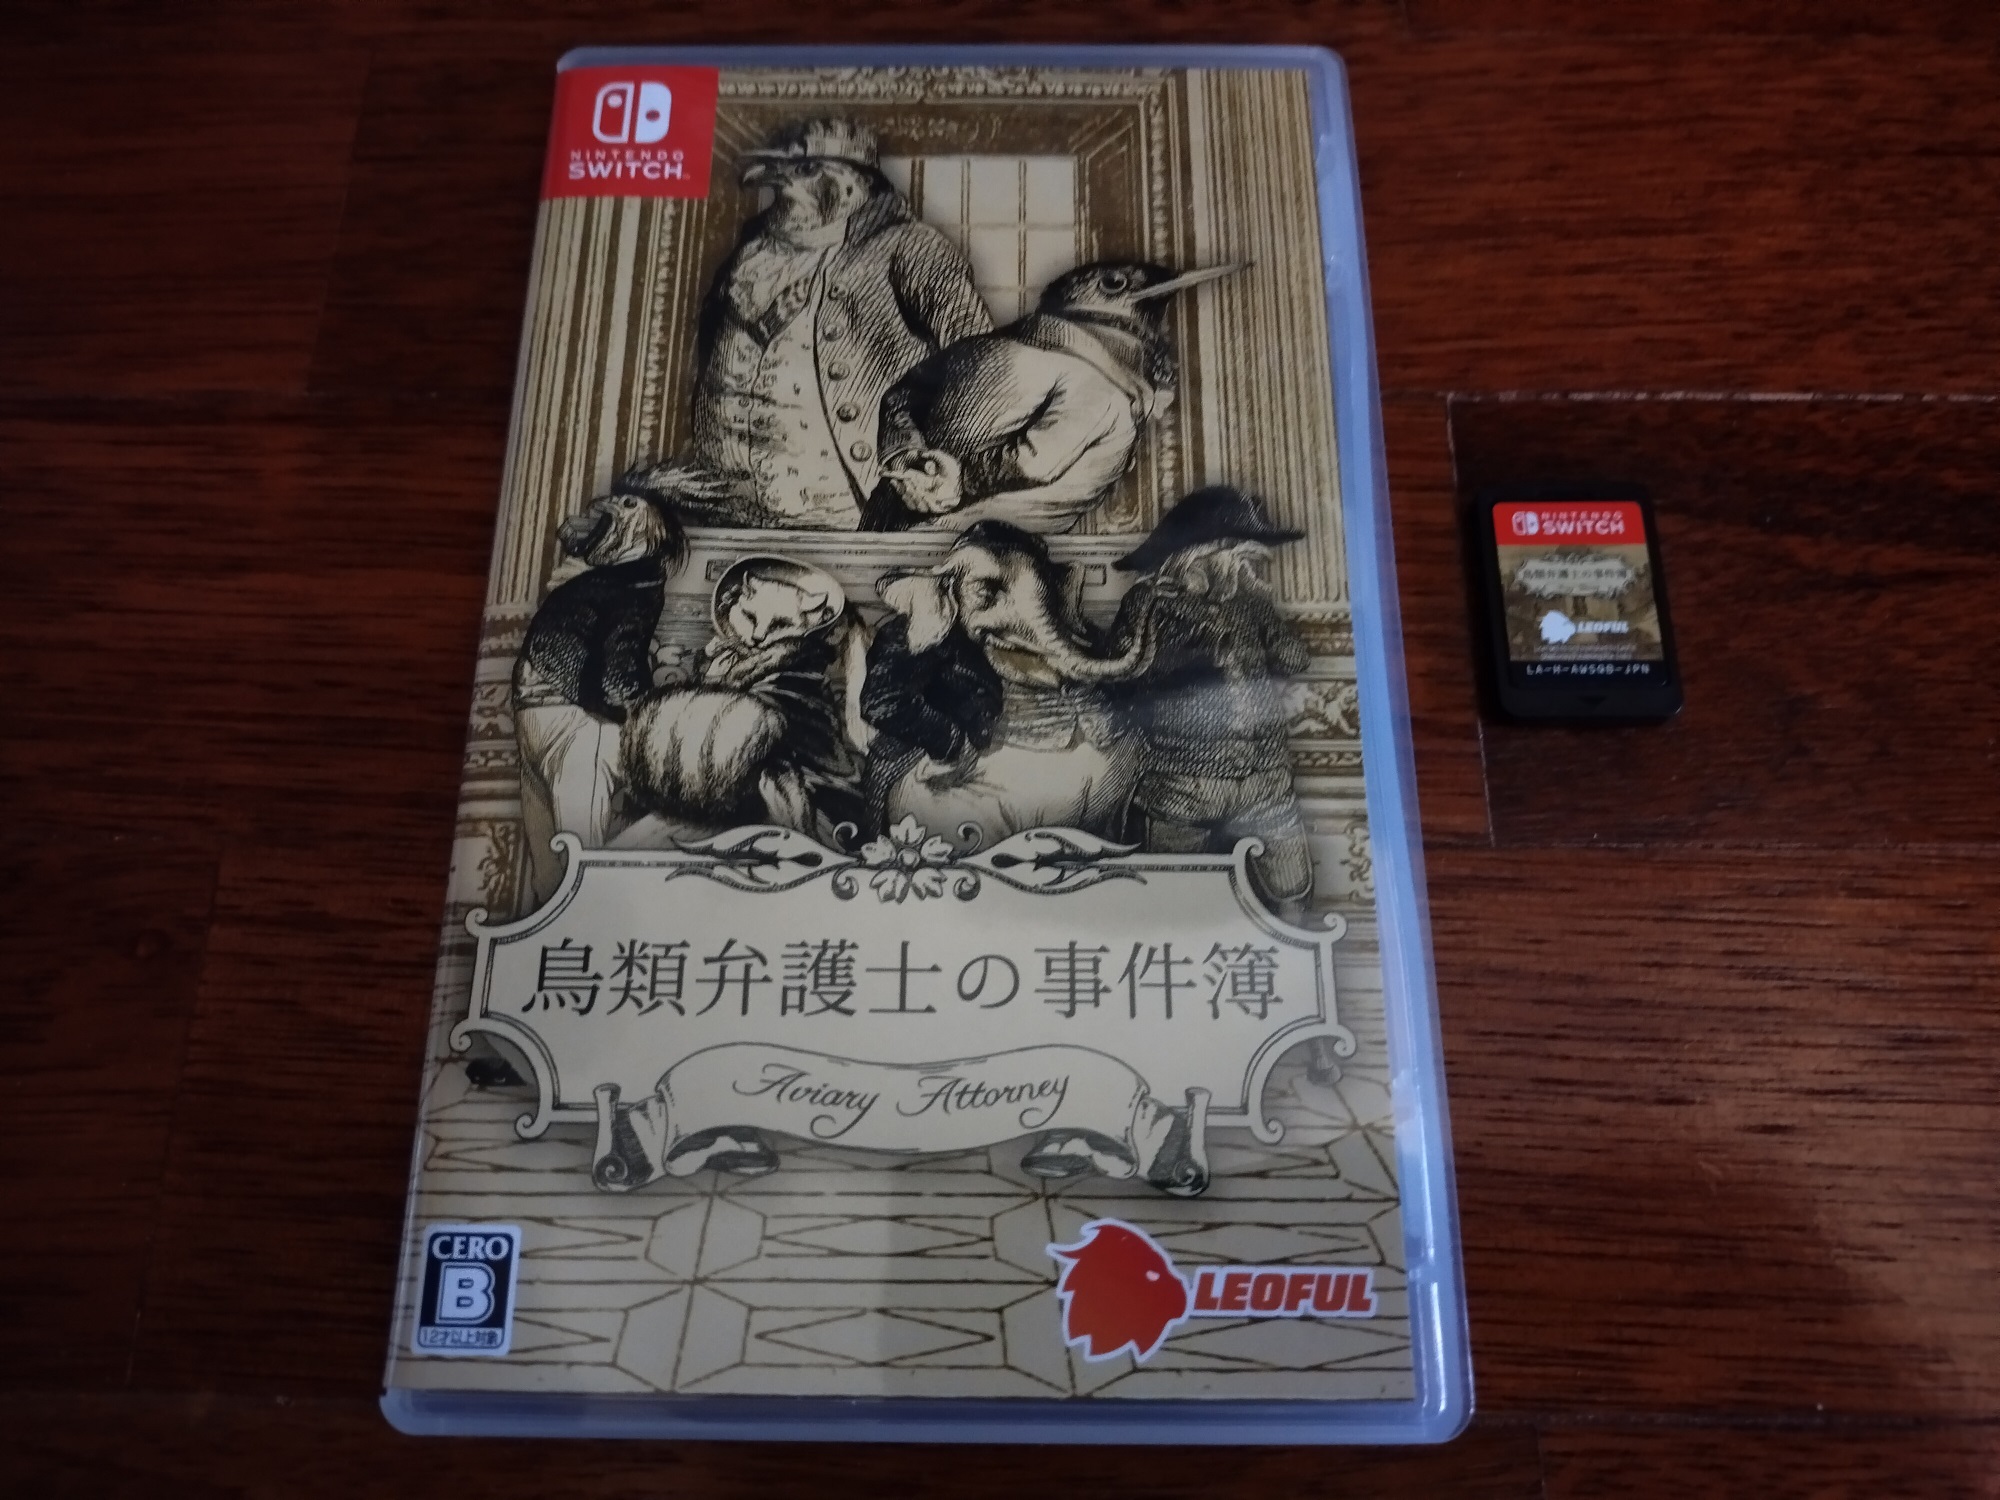 NINTENDO
SWITCH
鳥類弁護士の事件簿
Aviary Attorney
CERO
B
12才以上対象
LEOFUL
NINTENDO
SWITCH
鳥類弁護士の事件簿
LEOFUL
LA-H-AWSQB-JPN